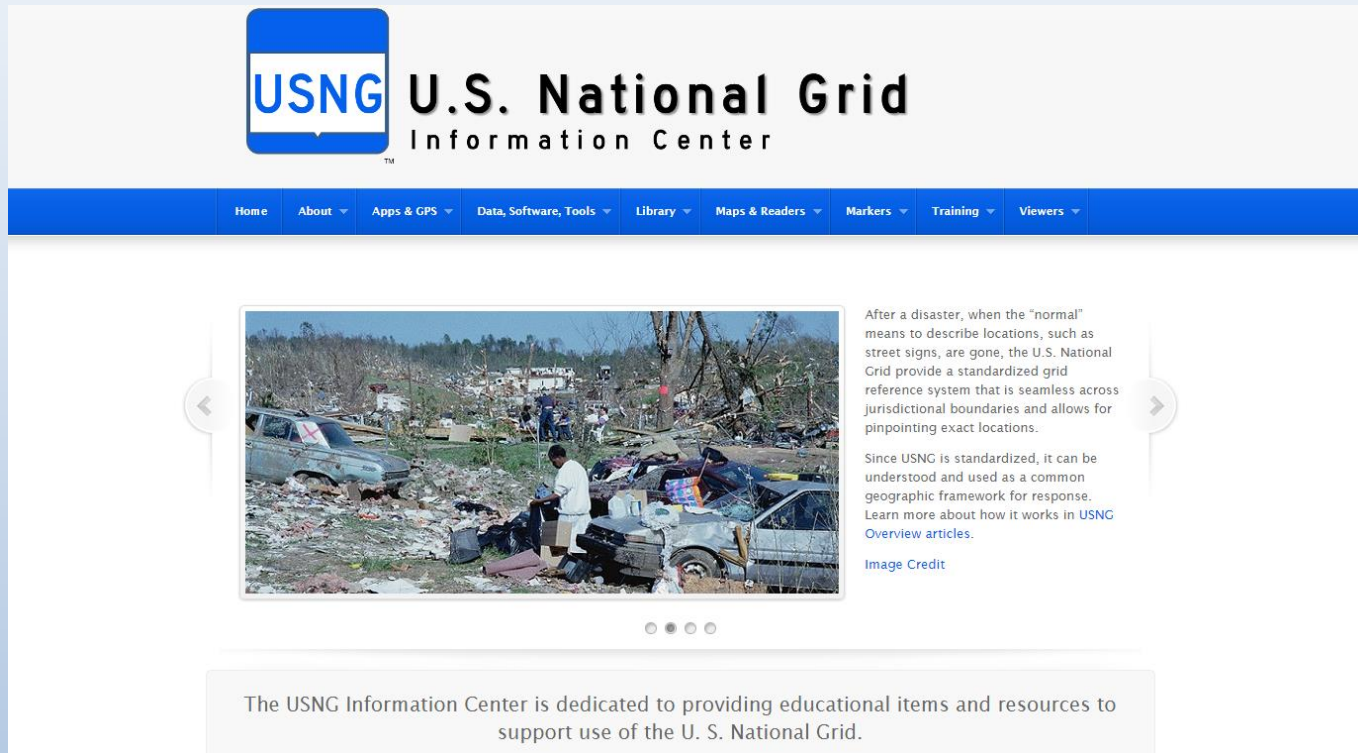 USNG
TM
U.S. National Grid
Information Center
Home About Apps & GPS Data, Software, Tools Library Maps & Readers Markers Training Viewers
After a disaster, when the “normal”
means to describe locations, such as
street signs, are gone, the U.S. National
Grid provide a standardized grid
reference system that is seamless across
jurisdictional boundaries and allows for
pinpointing exact locations.
Since USNG is standardized, it can be
understood and used as a common
geographic framework for response.
Learn more about how it works in USNG
Overview articles.
Image Credit
The USNG Information Center is dedicated to providing educational items and resources to
support use of the U. S. National Grid.